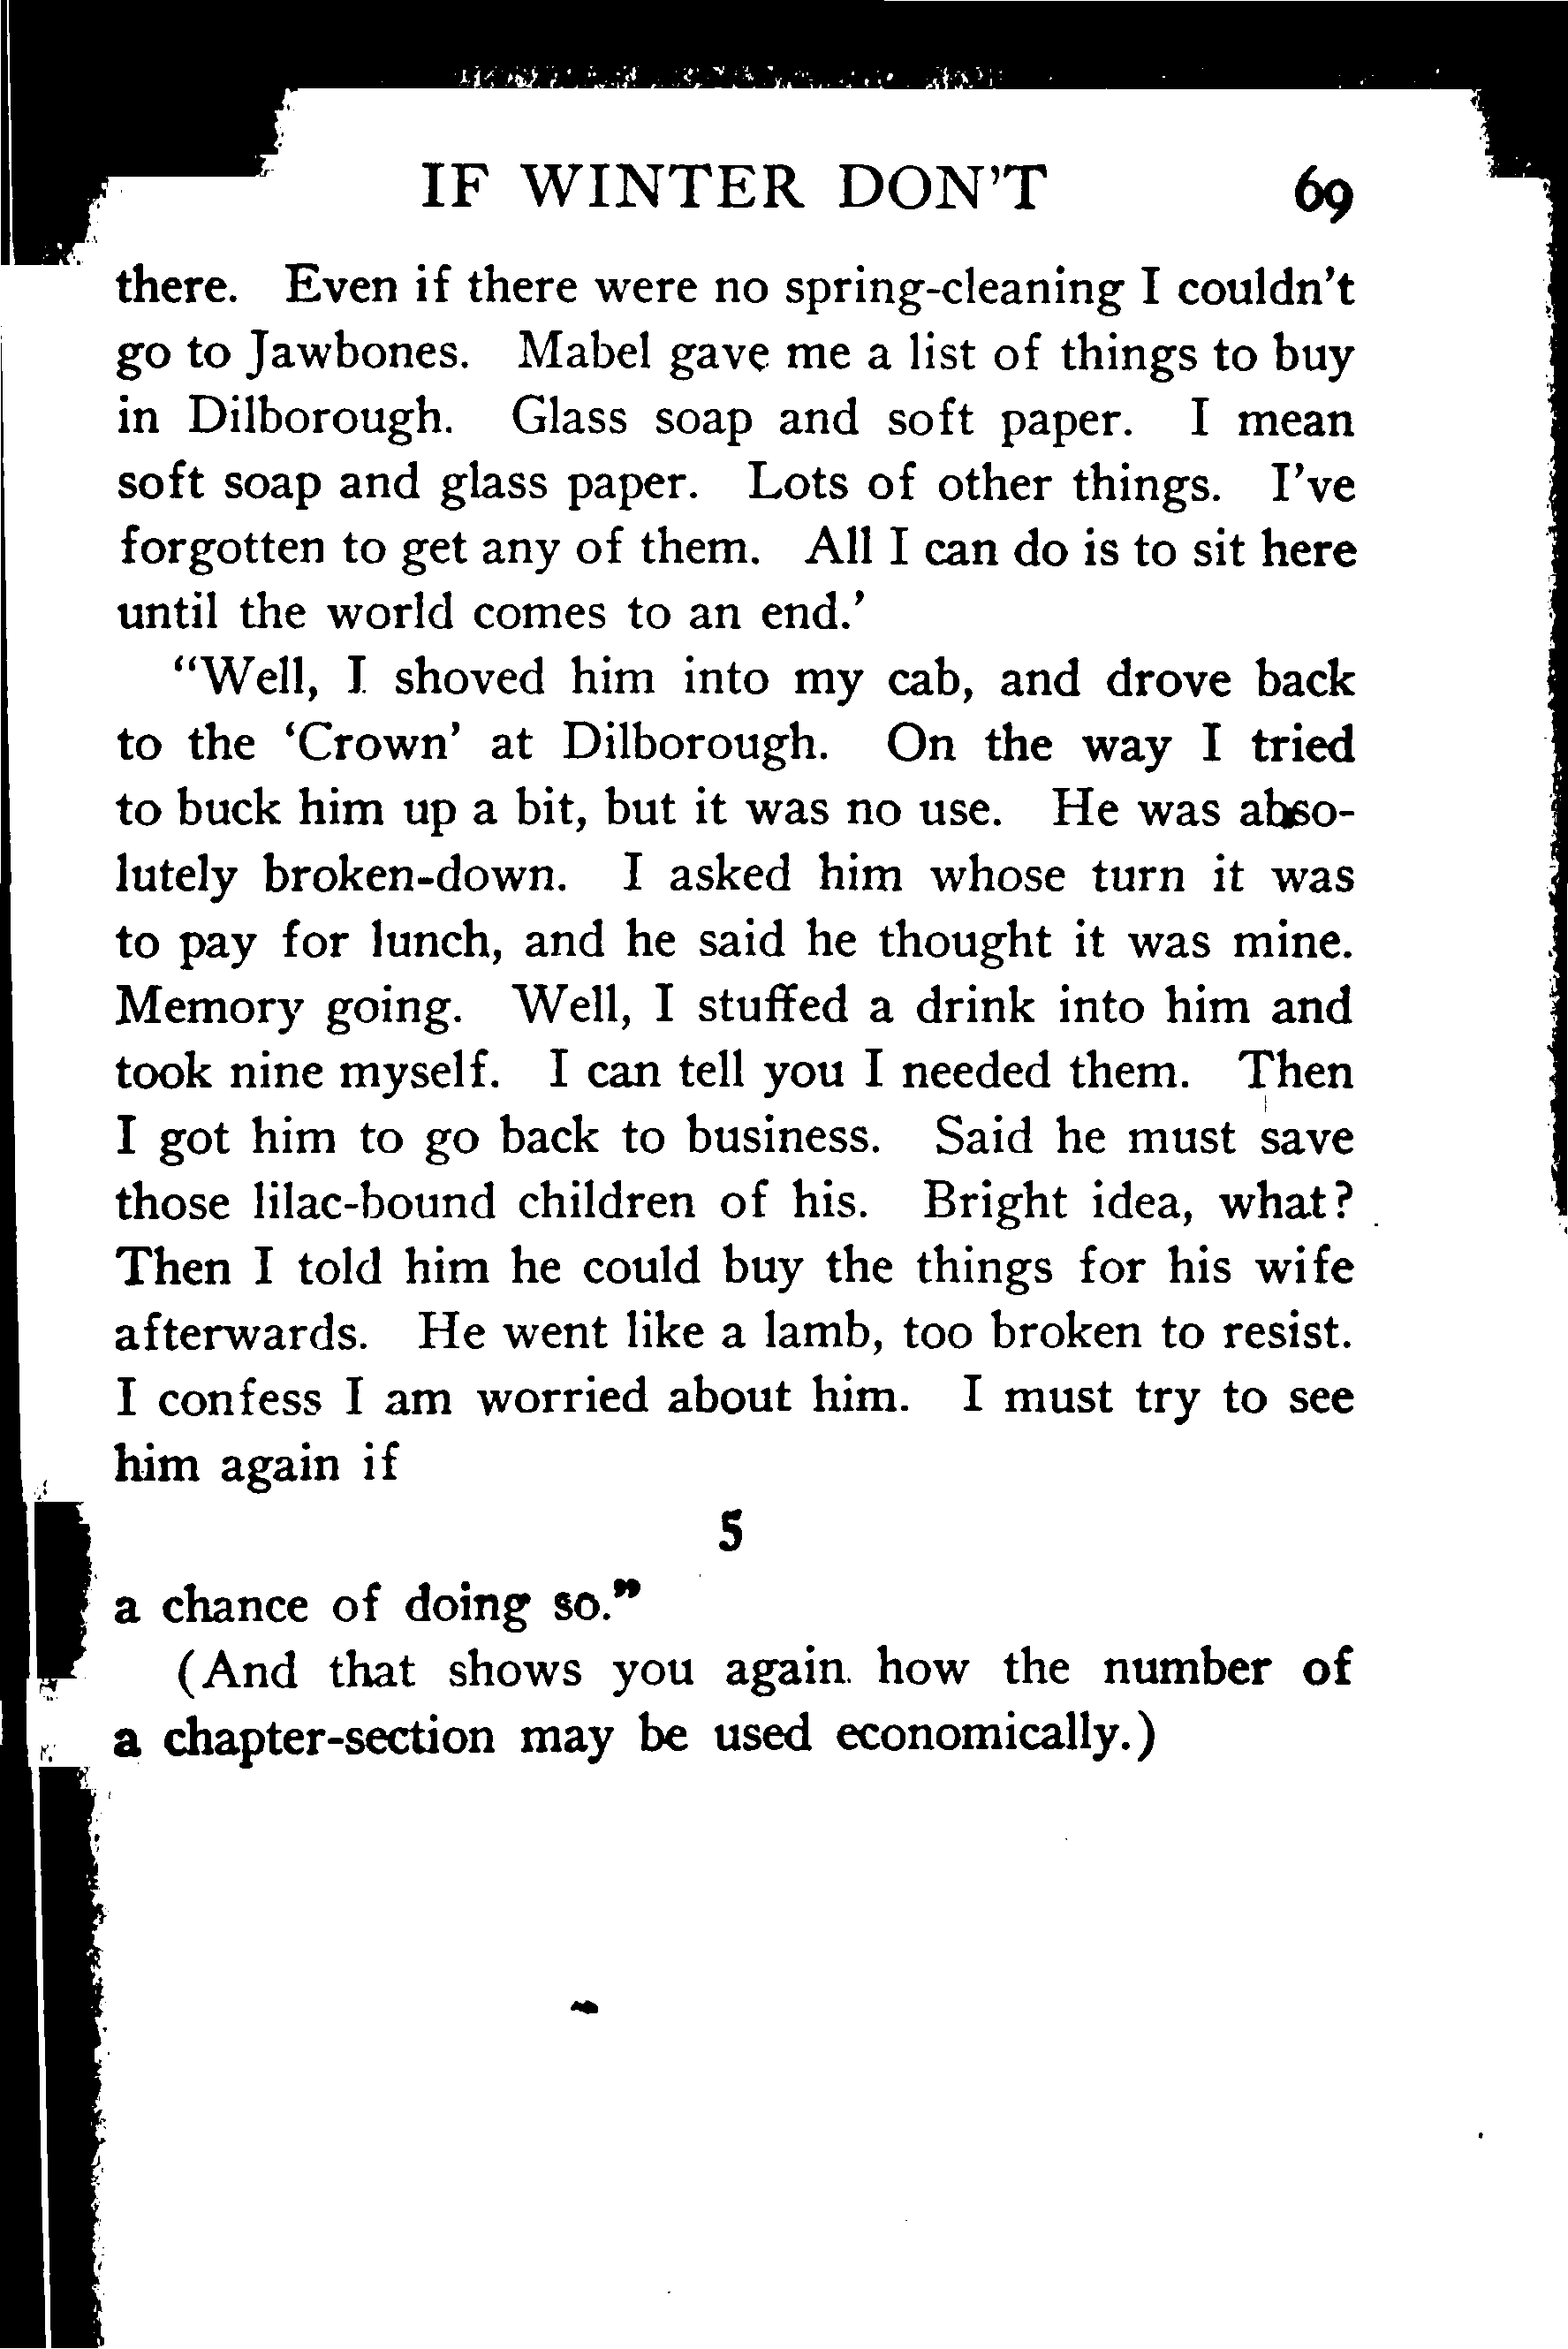 IF WINTER DON'T 69
there. Even if there were no spring-cleaning I couldn't
go to Jawbones. Mabel gave me a list of things to buy
in Dilborough. Glass soap and soft paper. I mean
soft soap and glass paper. Lots of other things. I've
forgotten to get any of them. All I can do is to sit here
until the world comes to an end.'
"Well, I shoved him into my cab, and drove back
to the 'Crown' at Dilborough. On the way I tried
to buck him up a bit, but it was no use. He was abso-
lutely broken-down. I asked him whose turn it was
to pay for lunch, and he said he thought it was mine.
Memory going. Well, I stuffed a drink into him and
took nine myself. I can tell you I needed them. Then
I got him to go back to business. Said he must save
those lilac-bound children of his. Bright idea, what?
Then I told him he could buy the things for his wife
afterwards. He went like a lamb, too broken to resist.
I confess I am worried about him. I must try to see
him again if
5
a chance of doing so."
(And that shows you again how the number of
a chapter-section may be used economically.)